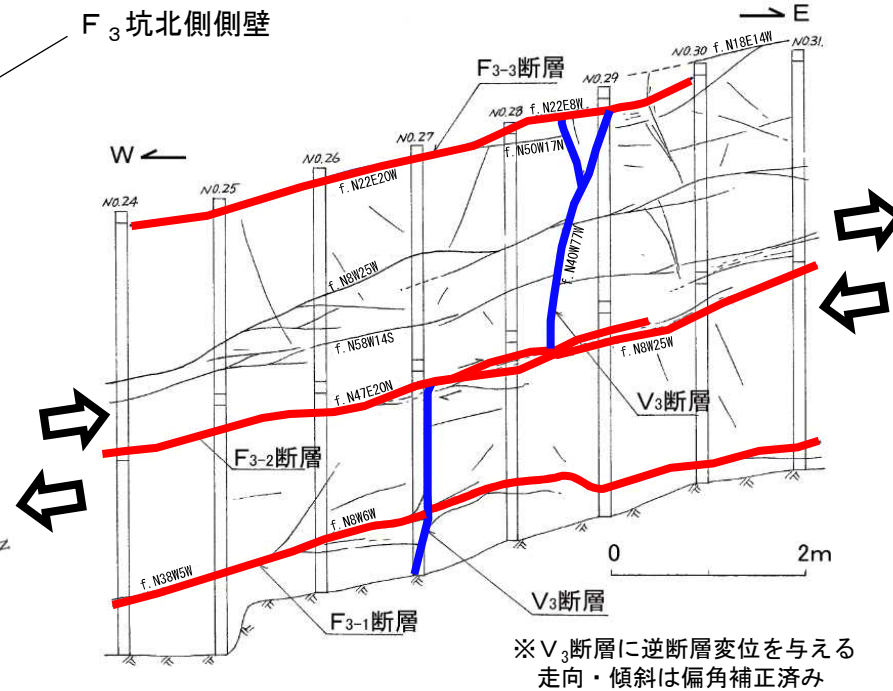 F₃坑北側側壁
E
W
NO.24
NO.25
NO.26
NO.27
NO.28
NO.29
NO.30
NO.31.
F₃₋₃断層
f. N18E14W
f. N22E8W
f. N50W17N
f. N22E20W
f. N8W25W
f. N40W77W
f. N58W14S
f. N8W25W
f. N47E20N
V₃断層
F₃₋₂断層
f. N8W6W
f. N38W5W
F₃₋₁断層
V₃断層
0 2m
※V₃断層に逆断層変位を与える
走向・傾斜は偏角補正済み